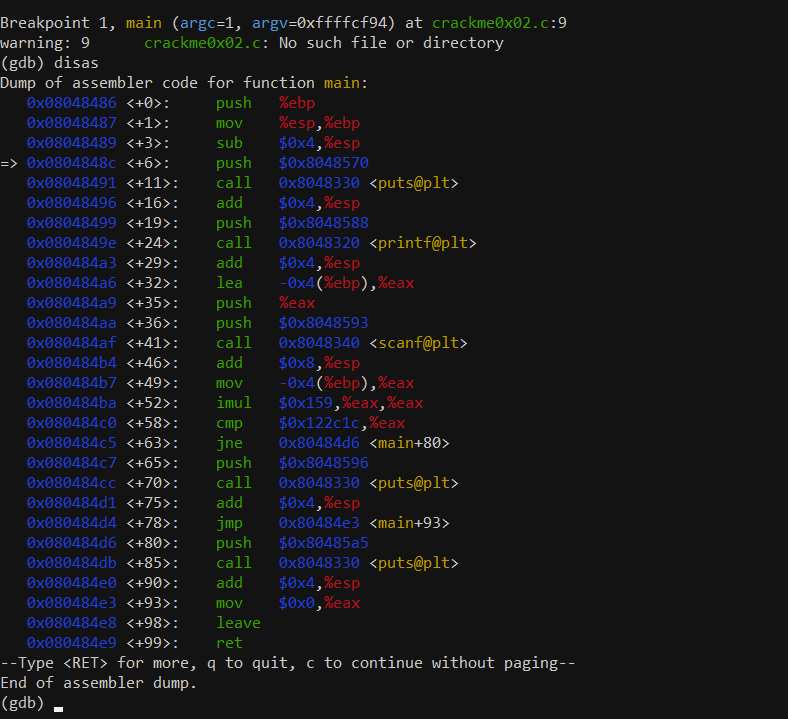 Breakpoint 1, main (argc=1, argv=0xffffcf94) at crackme0x02.c:9
warning: 9      crackme0x02.c: No such file or directory
(gdb) disas
Dump of assembler code for function main:
   0x08048486 <+0>:     push   %ebp
   0x08048487 <+1>:     mov    %esp,%ebp
   0x08048489 <+3>:     sub    $0x4,%esp
=> 0x0804848c <+6>:     push   $0x8048570
   0x08048491 <+11>:    call   0x8048330 <puts@plt>
   0x08048496 <+16>:    add    $0x4,%esp
   0x08048499 <+19>:    push   $0x8048588
   0x0804849e <+24>:    call   0x8048320 <printf@plt>
   0x080484a3 <+29>:    add    $0x4,%esp
   0x080484a6 <+32>:    lea    -0x4(%ebp),%eax
   0x080484a9 <+35>:    push   %eax
   0x080484aa <+36>:    push   $0x8048593
   0x080484af <+41>:    call   0x8048340 <scanf@plt>
   0x080484b4 <+46>:    add    $0x8,%esp
   0x080484b7 <+49>:    mov    -0x4(%ebp),%eax
   0x080484ba <+52>:    imul   $0x159,%eax,%eax
   0x080484c0 <+58>:    cmp    $0x122c1c,%eax
   0x080484c5 <+63>:    jne    0x80484d6 <main+80>
   0x080484c7 <+65>:    push   $0x8048596
   0x080484cc <+70>:    call   0x8048330 <puts@plt>
   0x080484d1 <+75>:    add    $0x4,%esp
   0x080484d4 <+78>:    jmp    0x80484e3 <main+93>
   0x080484d6 <+80>:    push   $0x80485a5
   0x080484db <+85>:    call   0x8048330 <puts@plt>
   0x080484e0 <+90>:    add    $0x4,%esp
   0x080484e3 <+93>:    mov    $0x0,%eax
   0x080484e8 <+98>:    leave
   0x080484e9 <+99>:    ret
--Type <RET> for more, q to quit, c to continue without paging--
End of assembler dump.
(gdb)